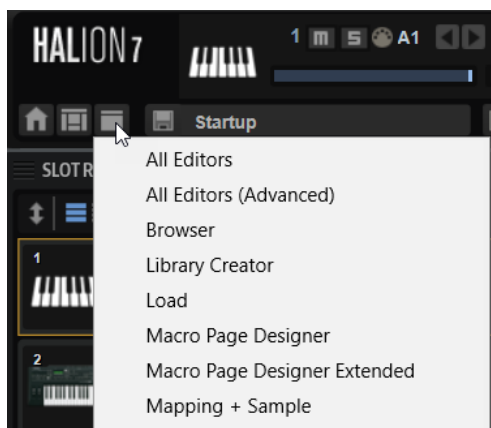 HALION 7
1 m S A1
Startup
SLOT R
All Editors
All Editors (Advanced)
Browser
Library Creator
1
Load
Macro Page Designer
2
Macro Page Designer Extended
Mapping + Sample